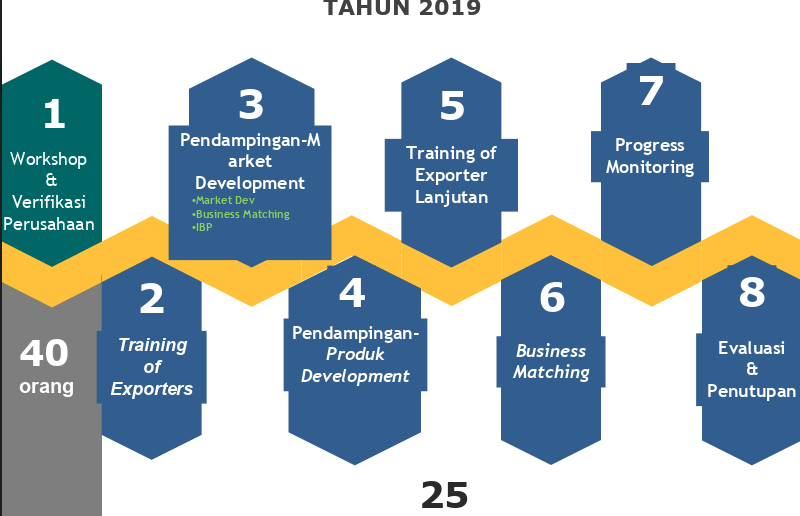 TAHUN 2019
1
Workshop
&
Verifikasi
Perusahaan
3
Pendampingan-M
arket
Development
•Market Dev
•Business Matching
•IBP
5
Training of
Exporter
Lanjutan
7
Progress
Monitoring
40
orang
2
Training
of
Exporters
4
Pendampingan-
Produk
Development
6
Business
Matching
8
Evaluasi
&
Penutupan
25